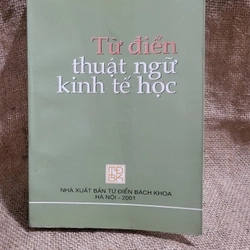 Từ điển
thuật ngữ
kinh tế học
NHÀ XUẤT BẢN TỪ ĐIỂN BÁCH KHOA
HÀ NỘI - 2001